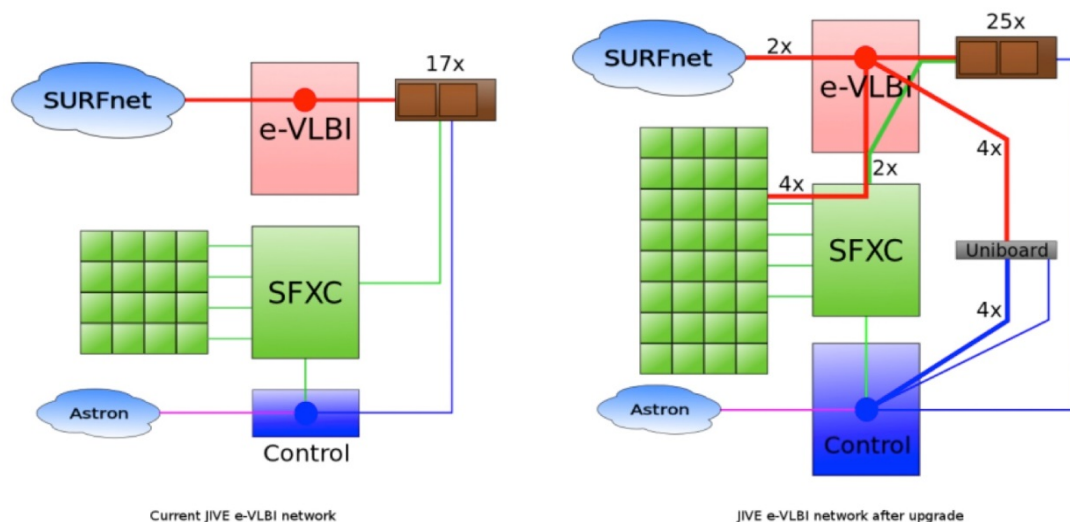 SURFnet
17x
e-VLBI
SFXC
Astron
Control
Current JIVE e-VLBI network
25x
2x
SURFnet
e-VLBI
4x
2x
4x
SFXC
Uniboard
4x
Astron
Control
JIVE e-VLBI network after upgrade